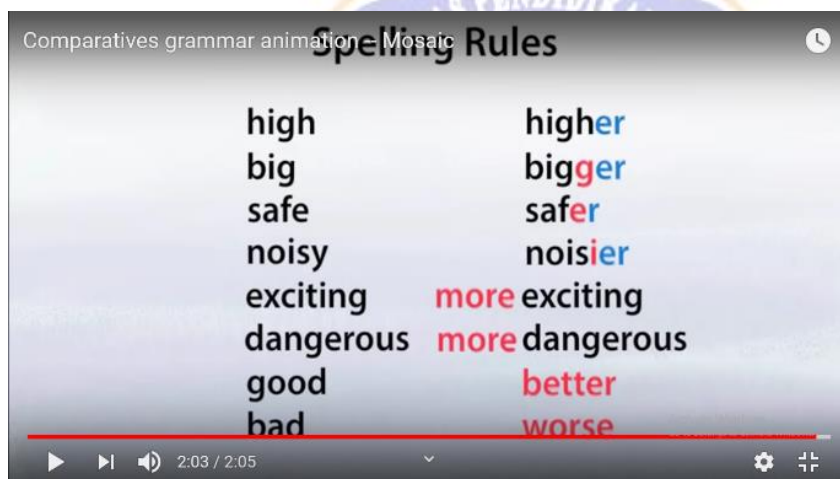 Comparatives grammar animation - Mosaic
Spelling Rules
high higher
big bigger
safe safer
noisy noisier
exciting more exciting
dangerous more dangerous
good better
bad worse
2:03 / 2:05